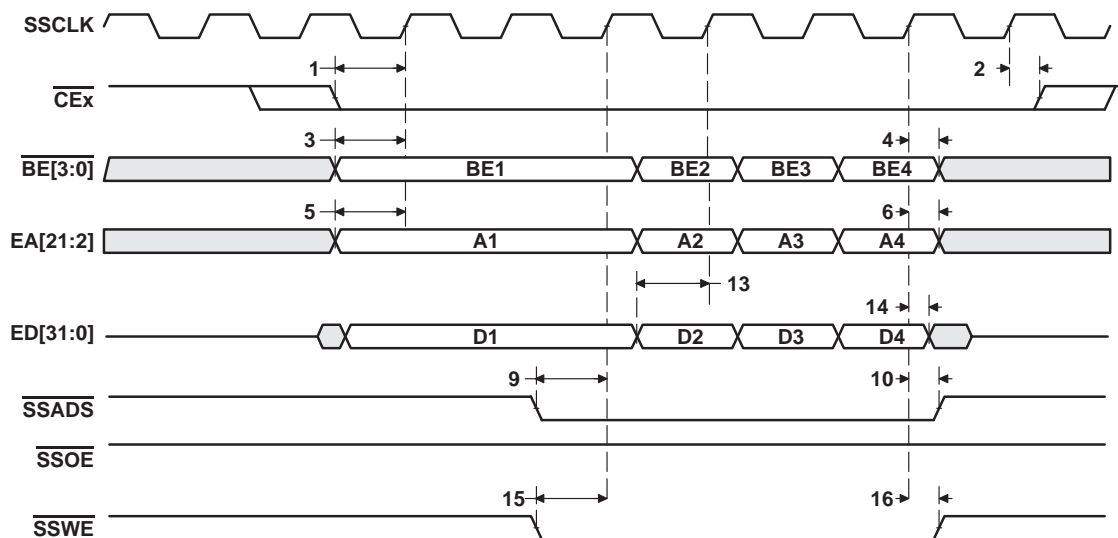 SSCLK
1
2
CEx
3
4
BE[3:0]
BE1
BE2
BE3
BE4
5
6
EA[21:2]
A1
A2
A3
A4
13
14
ED[31:0]
D1
D2
D3
D4
9
10
SSADS
SSOE
15
16
SSWE